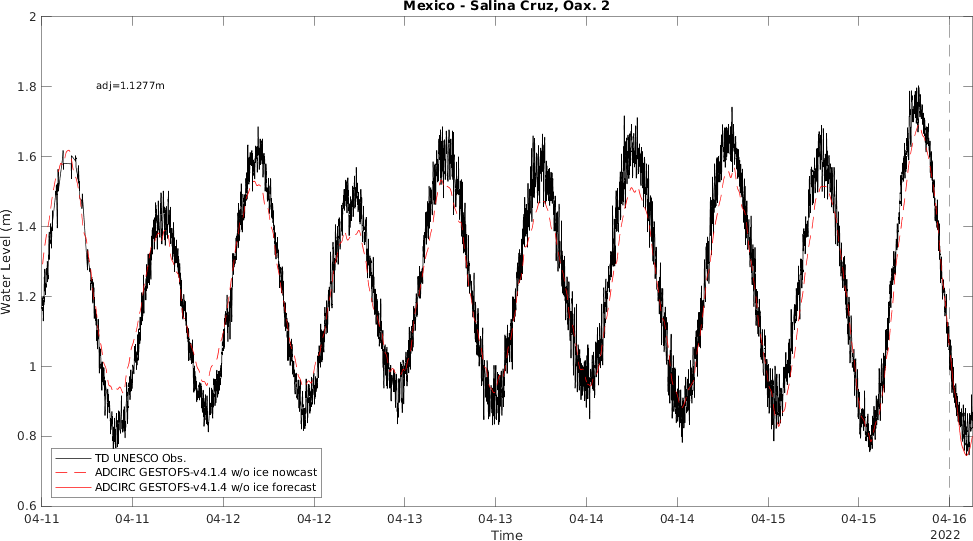 Mexico - Salina Cruz, Oax. 2
2
1.8
1.6
1.4
1.2
1
0.8
0.6
Water Level (m)
adj=1.1277m
TD UNESCO Obs.
ADCIRC GESTOFS-v4.1.4 w/o ice nowcast
ADCIRC GESTOFS-v4.1.4 w/o ice forecast
04-11 04-11 04-12 04-12 04-13 04-13 04-14 04-14 04-15 04-15 04-16
Time 2022